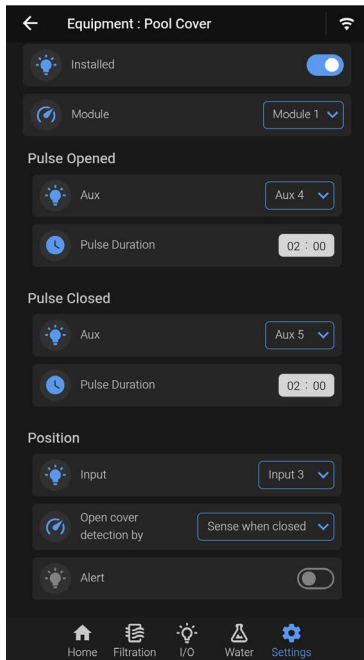 Equipment : Pool Cover
Installed
Module
Module 1
Pulse Opened
Aux
Aux 4
Pulse Duration
02 : 00
Pulse Closed
Aux
Aux 5
Pulse Duration
02 : 00
Position
Input
Input 3
Open cover
detection by
Sense when closed
Alert
Home
Filtration
I/O
Water
Settings